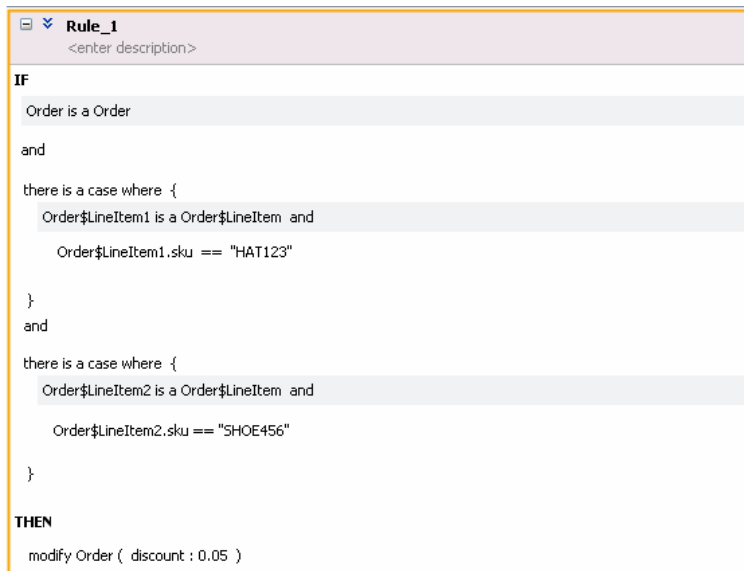 Rule_1
<enter description>
IF
Order is a Order
and
there is a case where {
Order$LineItem1 is a Order$LineItem and
Order$LineItem1.sku == "HAT123"
}
and
there is a case where {
Order$LineItem2 is a Order$LineItem and
Order$LineItem2.sku == "SHOE456"
}
THEN
modify Order ( discount : 0.05 )